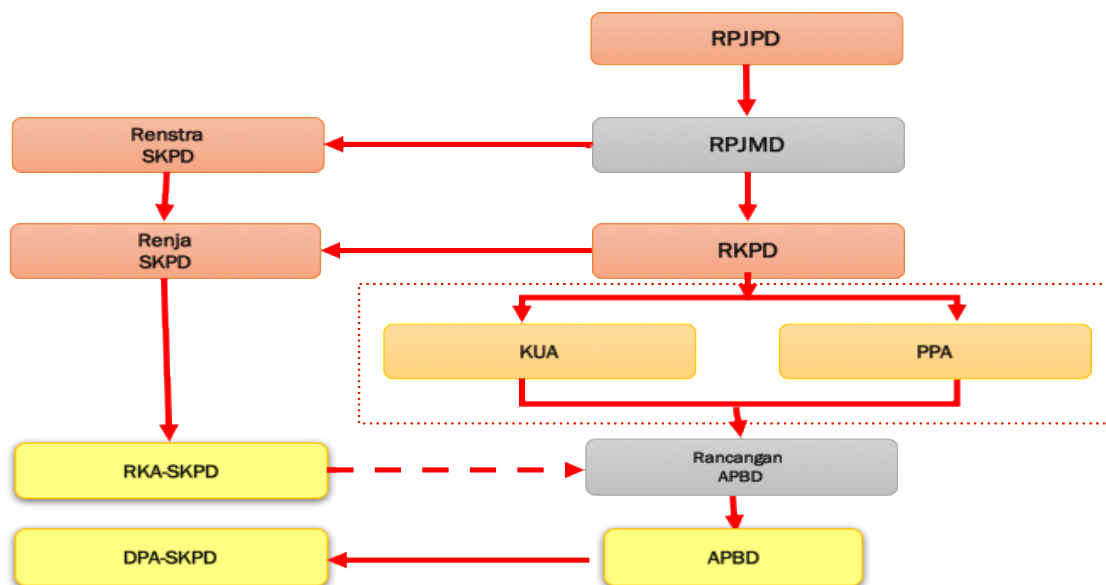 RPJPD
Renstra
SKPD
RPJMD
Renja
SKPD
RKPD
KUA
PPA
RKA-SKPD
Rancangan
APBD
DPA-SKPD
APBD